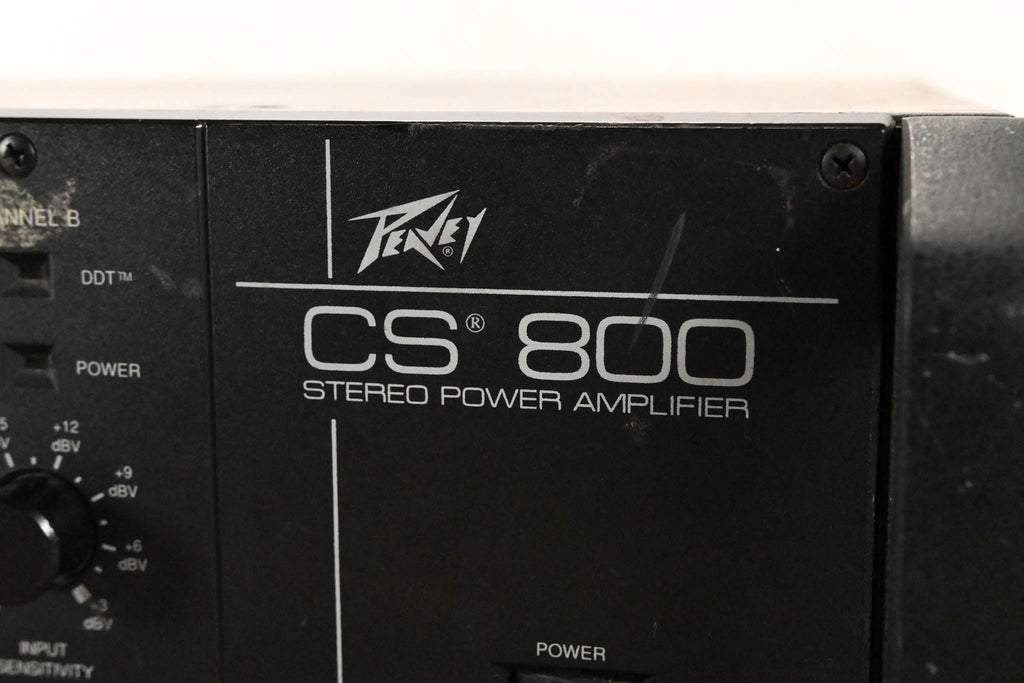 ANNEL B
DDT™
POWER
+12
dBV
+9
dBV
+6
dBV
+3
dBV
INPUT
SENSITIVITY
PEAVEY®
CS® 800
STEREO POWER AMPLIFIER
POWER